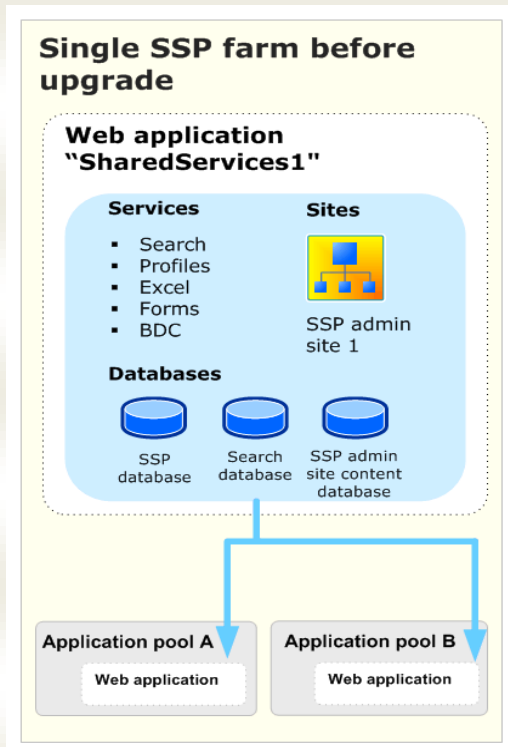 Single SSP farm before
upgrade
Web application
“SharedServices1"
Services
▪ Search
▪ Profiles
▪ Excel
▪ Forms
▪ BDC
Sites
SSP admin
site 1
Databases
SSP
database
Search
database
SSP admin
site content
database
Application pool A
Web application
Application pool B
Web application